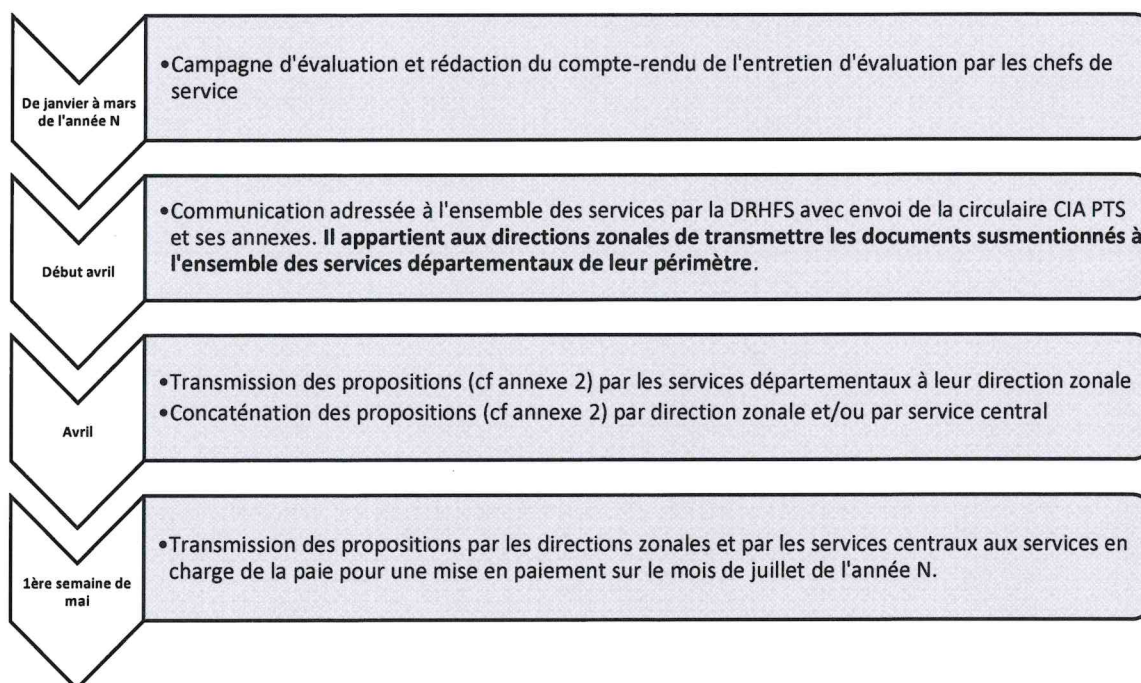 De janvier à mars
de l'année N
•Campagne d'évaluation et rédaction du compte-rendu de l'entretien d'évaluation par les chefs de
service
Début avril
•Communication adressée à l'ensemble des services par la DRHFS avec envoi de la circulaire CIA PTS
et ses annexes. Il appartient aux directions zonales de transmettre les documents susmentionnés à
l'ensemble des services départementaux de leur périmètre.
Avril
•Transmission des propositions (cf annexe 2) par les services départementaux à leur direction zonale
•Concaténation des propositions (cf annexe 2) par direction zonale et/ou par service central
1ère semaine de
mai
•Transmission des propositions par les directions zonales et par les services centraux aux services en
charge de la paie pour une mise en paiement sur le mois de juillet de l'année N.